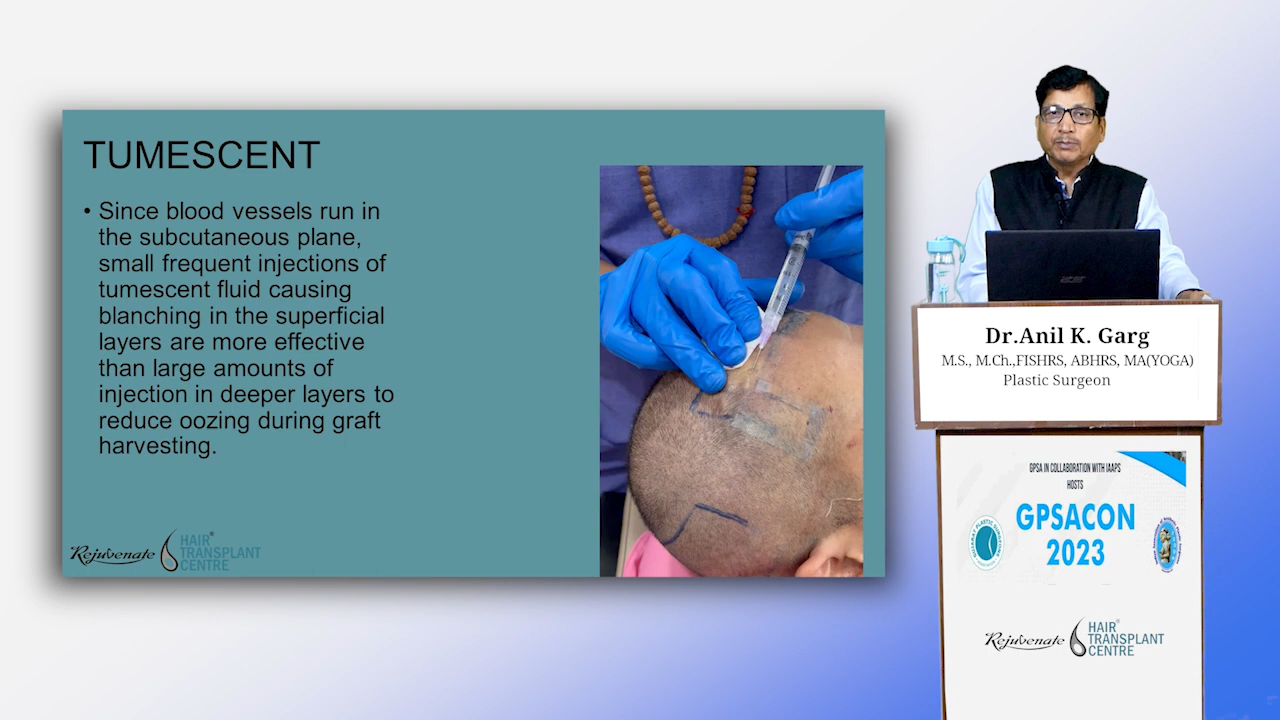 TUMESCENT
• Since blood vessels run in
the subcutaneous plane,
small frequent injections of
tumescent fluid causing
blanching in the superficial
layers are more effective
than large amounts of
injection in deeper layers to
reduce oozing during graft
harvesting.
Rejuvenate
HAIR®
TRANSPLANT
CENTRE
acer
Dr.Anil K. Garg
M.S., M.Ch.,FISHRS, ABHRS, MA(YOGA)
Plastic Surgeon
GPSA IN COLLABORATION WITH IAAPS
HOSTS
GPSACON
2023
Rejuvenate
HAIR®
TRANSPLANT
CENTRE